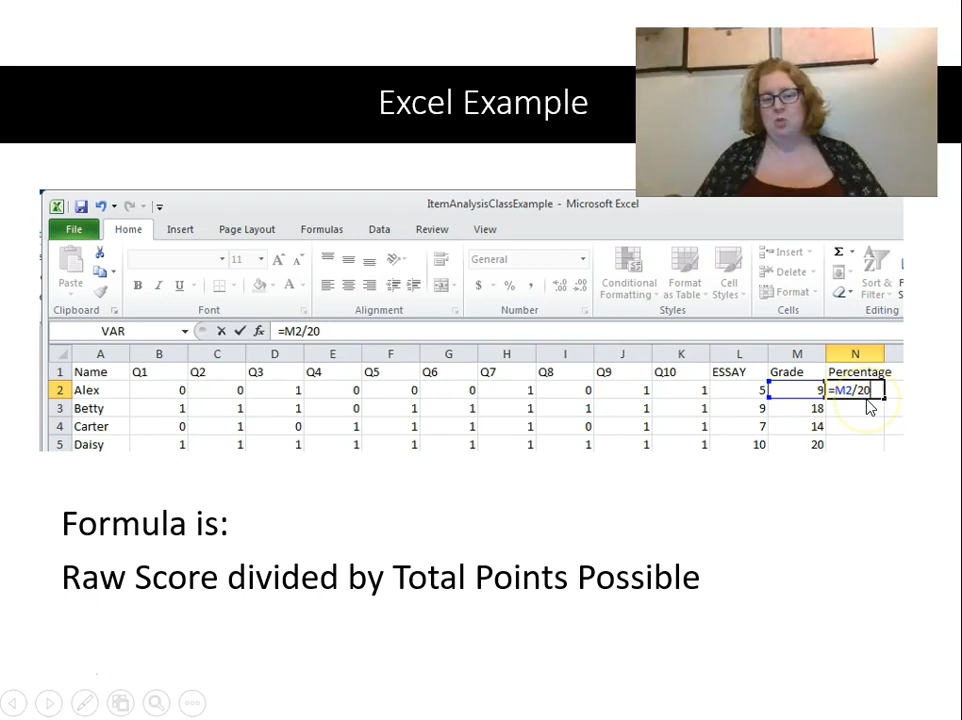 Excel Example
ItemAnalysisClassExample - Microsoft Excel
File Home Insert Page Layout Formulas Data Review View
11 A A General Insert Σ
Paste Delete
B I U A $ % , Conditional Format Cell Format Sort &
Formatting as Table Styles Filter
Clipboard Font Alignment Number Styles Cells Editing
VAR fx =M2/20
A B C D E F G H I J K L M N
1 Name Q1 Q2 Q3 Q4 Q5 Q6 Q7 Q8 Q9 Q10 ESSAY Grade Percentage
2 Alex 0 0 1 0 0 0 1 0 1 1 5 9 =M2/20
3 Betty 1 1 1 0 1 1 1 1 1 1 9 18
4 Carter 0 1 0 1 1 1 1 0 1 1 7 14
5 Daisy 1 1 1 1 1 1 1 1 1 1 10 20
Formula is:
Raw Score divided by Total Points Possible